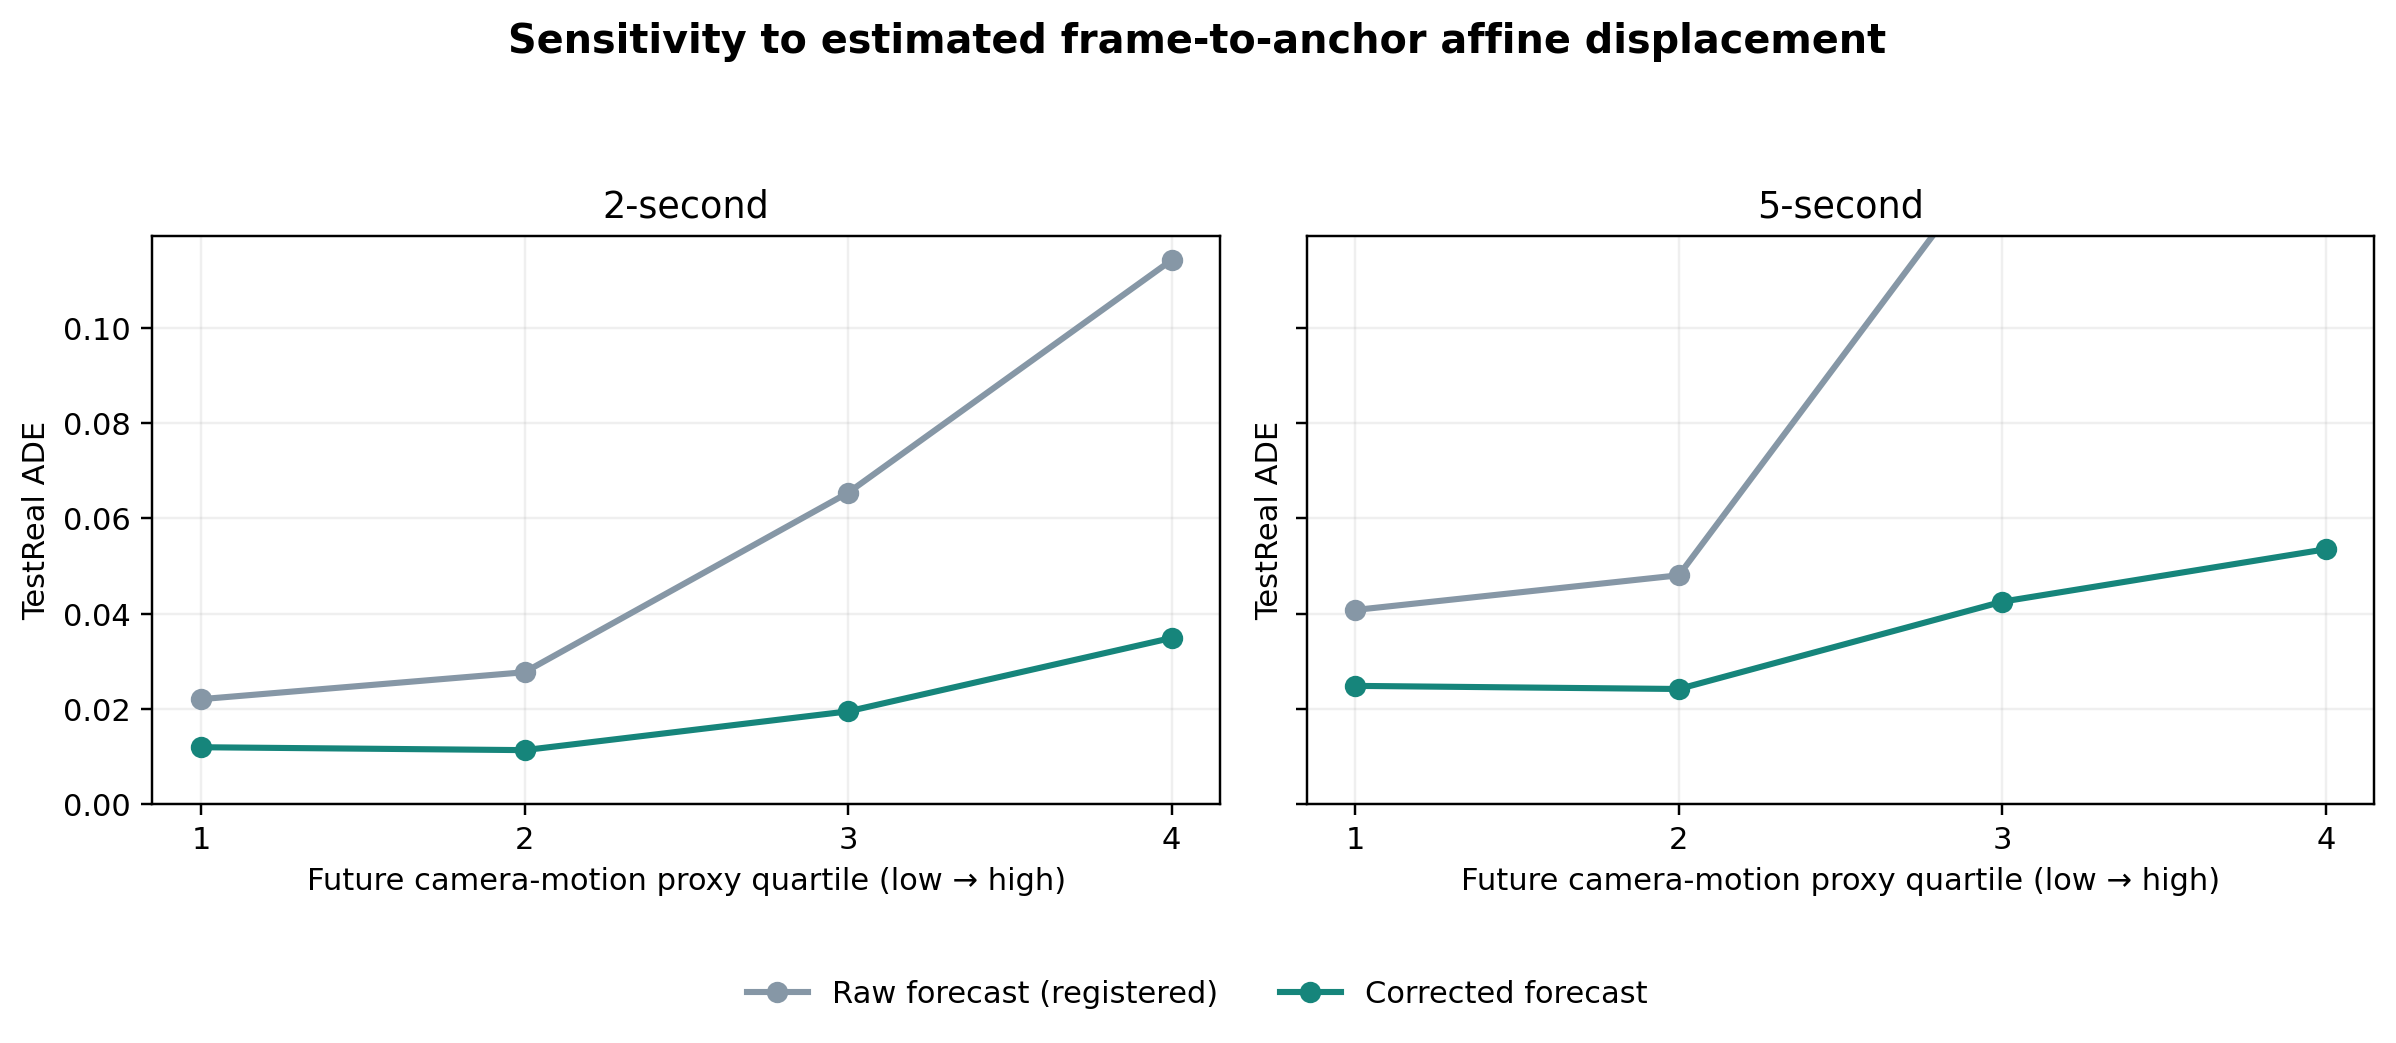 Sensitivity to estimated frame-to-anchor affine displacement
2-second
TestReal ADE
0.10
0.08
0.06
0.04
0.02
0.00
1 2 3 4
Future camera-motion proxy quartile (low → high)
5-second
TestReal ADE
1 2 3 4
Future camera-motion proxy quartile (low → high)
Raw forecast (registered)
Corrected forecast